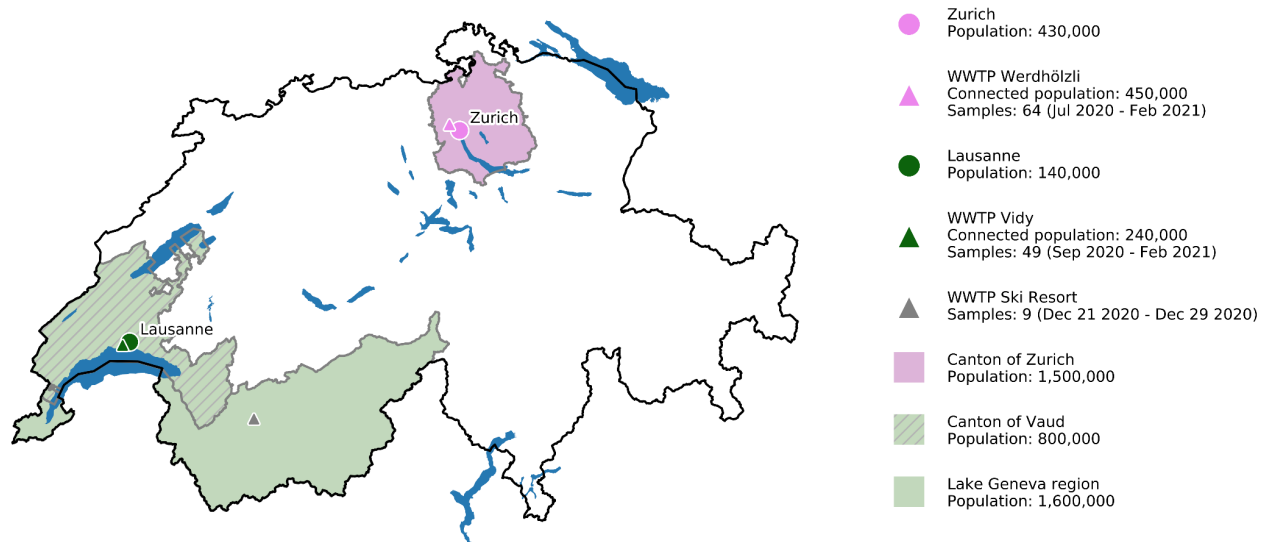 Zurich
Lausanne
Zurich
Population: 430,000
WWTP Werdhölzli
Connected population: 450,000
Samples: 64 (Jul 2020 - Feb 2021)
Lausanne
Population: 140,000
WWTP Vidy
Connected population: 240,000
Samples: 49 (Sep 2020 - Feb 2021)
WWTP Ski Resort
Samples: 9 (Dec 21 2020 - Dec 29 2020)
Canton of Zurich
Population: 1,500,000
Canton of Vaud
Population: 800,000
Lake Geneva region
Population: 1,600,000